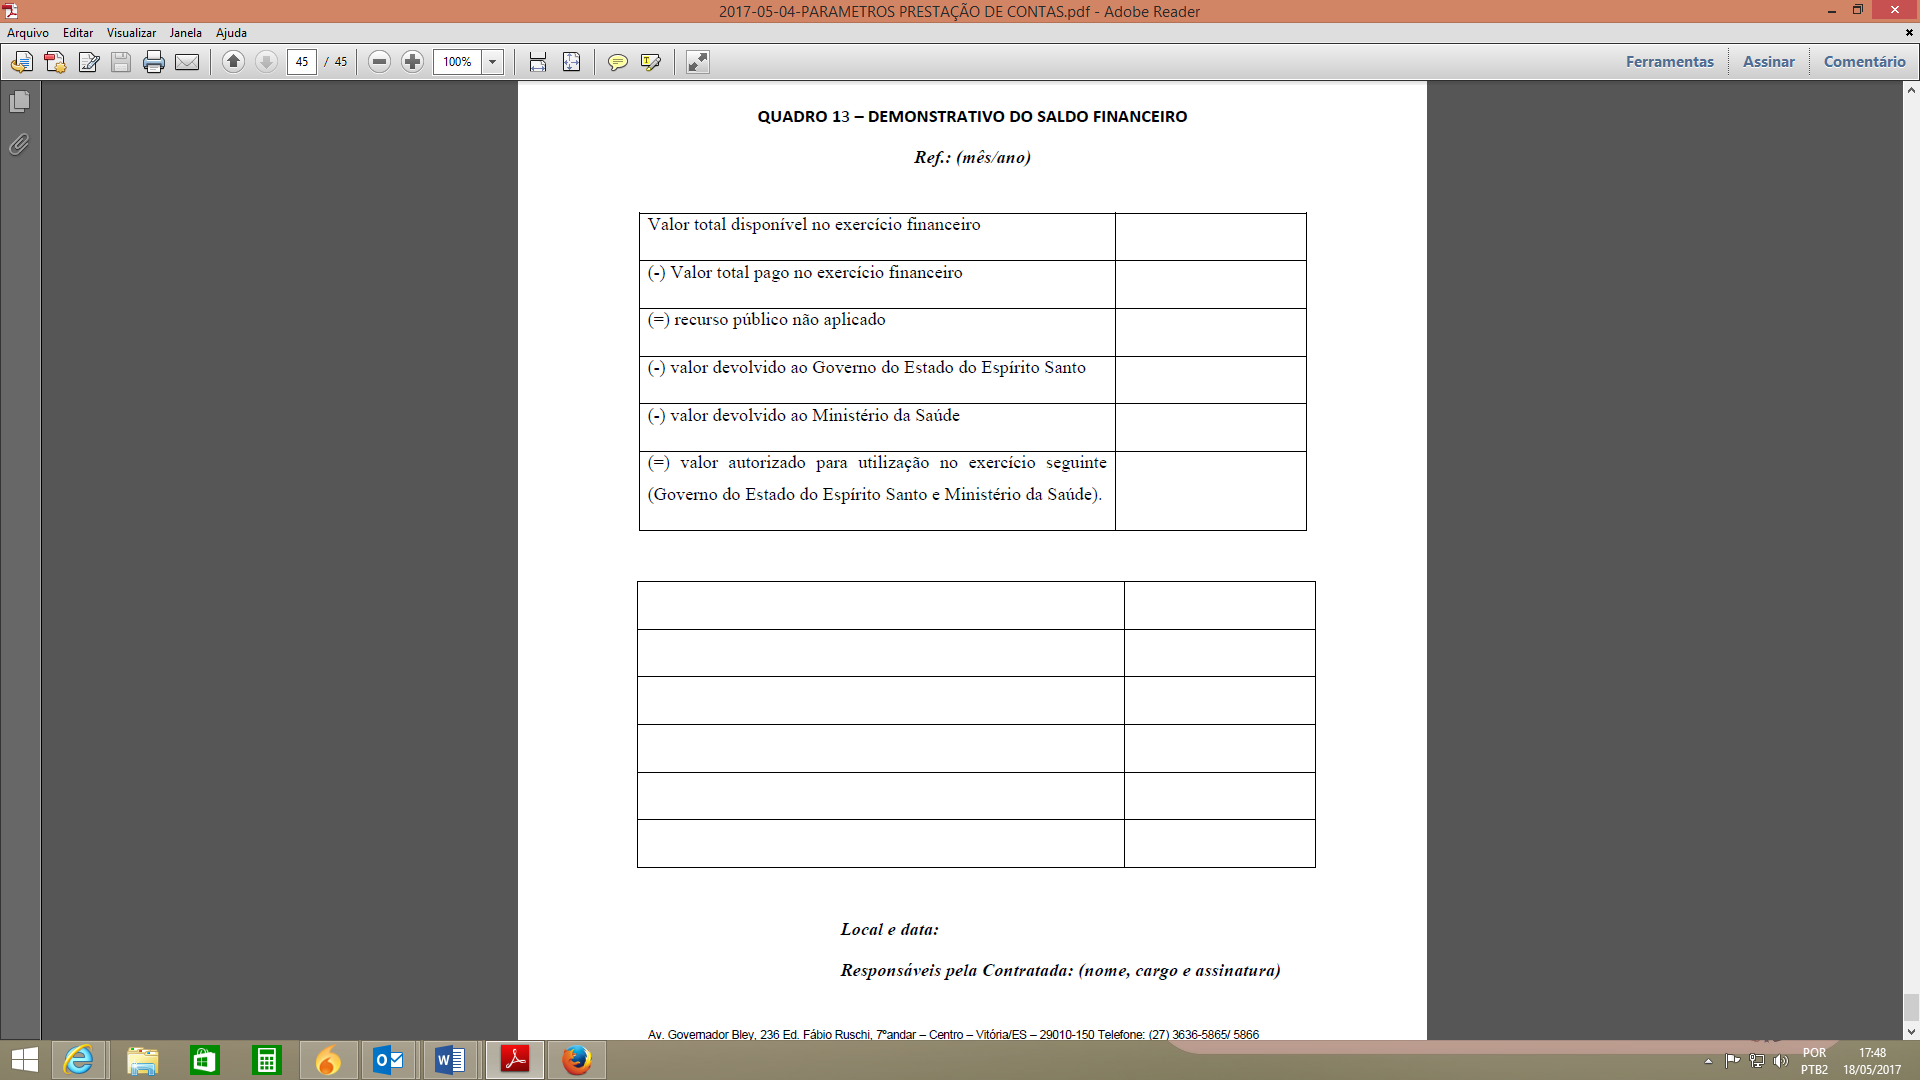 2017-05-04-PARAMETROS PRESTAÇÃO DE CONTAS.pdf - Adobe Reader
Arquivo Editar Visualizar Janela Ajuda
45 / 45 100% Ferramentas Assinar Comentário
QUADRO 13 – DEMONSTRATIVO DO SALDO FINANCEIRO
Ref.: (mês/ano)
Valor total disponível no exercício financeiro
(-) Valor total pago no exercício financeiro
(=) recurso público não aplicado
(-) valor devolvido ao Governo do Estado do Espírito Santo
(-) valor devolvido ao Ministério da Saúde
(=) valor autorizado para utilização no exercício seguinte
(Governo do Estado do Espírito Santo e Ministério da Saúde).
Local e data:
Responsáveis pela Contratada: (nome, cargo e assinatura)
Av. Governador Bley, 236 Ed. Fábio Ruschi, 7ºandar – Centro – Vitória/ES – 29010-150 Telefone: (27) 3636-5865/ 5866
POR 17:48
PTB2 18/05/2017